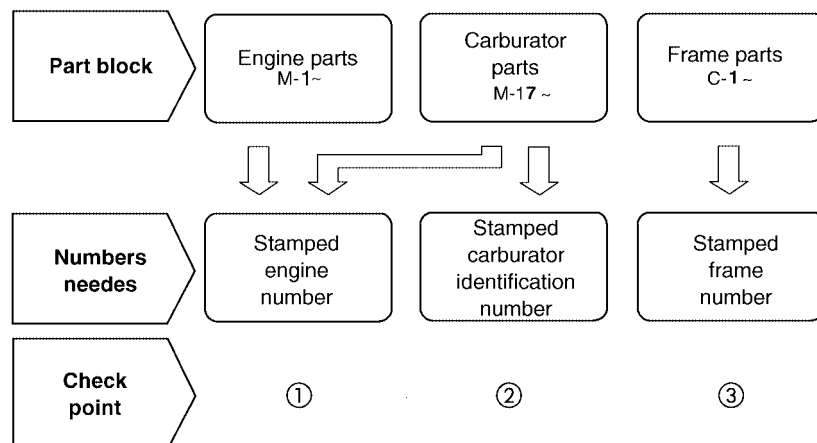 Part block
Engine parts
M-1~
Carburator
parts
M-17 ~
Frame parts
C-1~
Numbers
needes
Stamped
engine
number
Stamped
carburator
identification
number
Stamped
frame
number
Check
point
①
②
③